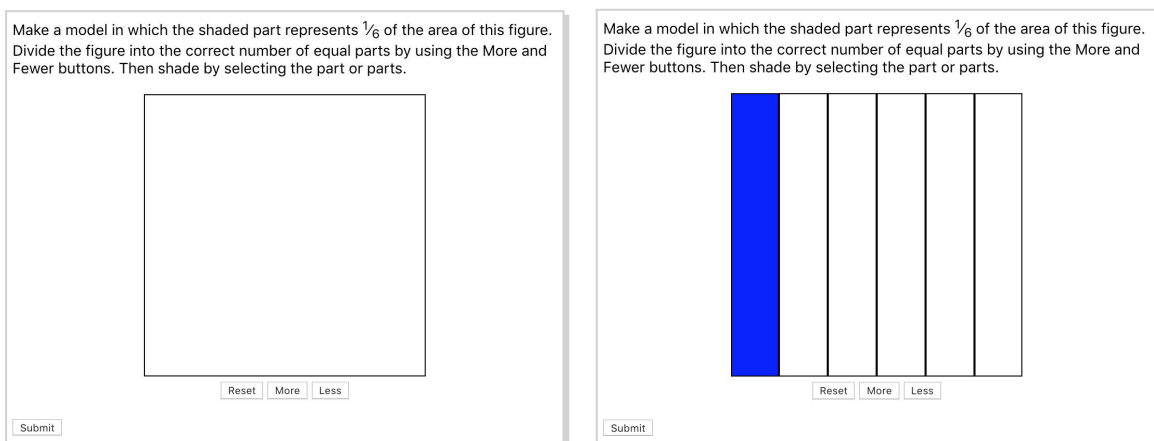 Make a model in which the shaded part represents 1⁄6 of the area of this figure.
Divide the figure into the correct number of equal parts by using the More and
Fewer buttons. Then shade by selecting the part or parts.
Reset More Less
Submit
Make a model in which the shaded part represents 1⁄6 of the area of this figure.
Divide the figure into the correct number of equal parts by using the More and
Fewer buttons. Then shade by selecting the part or parts.
Reset More Less
Submit